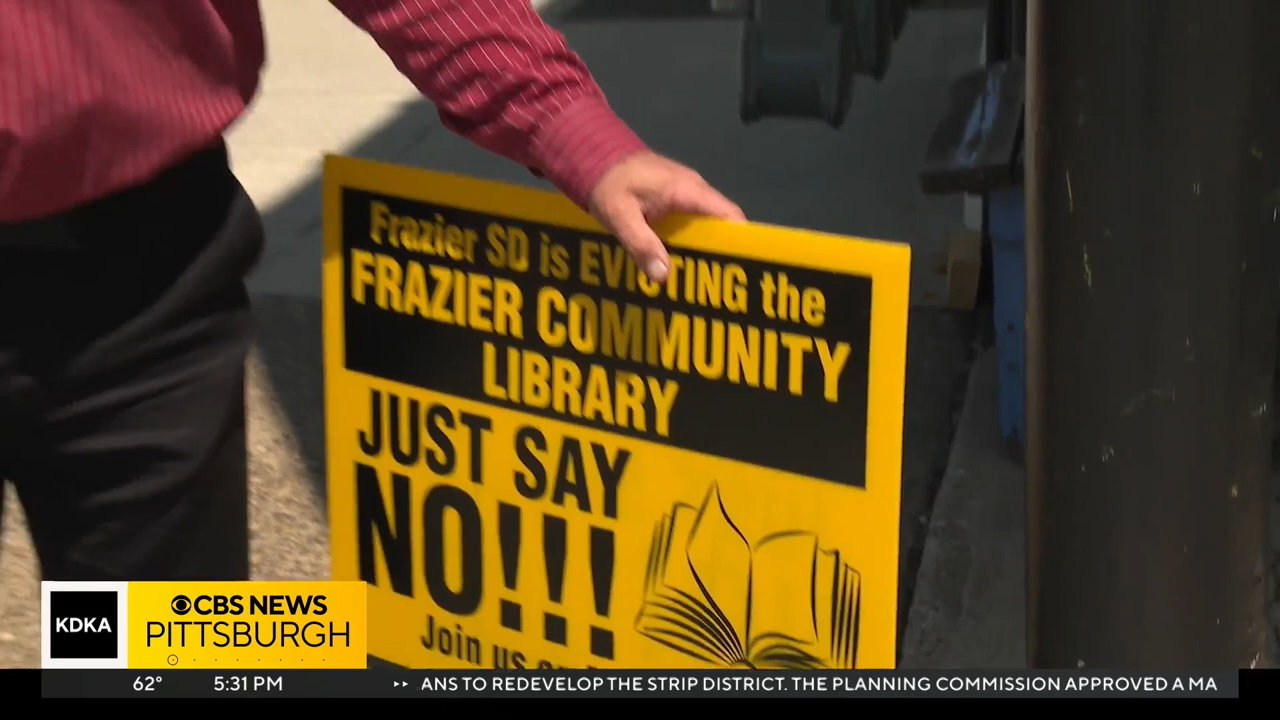 Frazier SD is EVICTING the
FRAZIER COMMUNITY
LIBRARY
JUST SAY
NO!!!
Join us
KDKA
CBS NEWS
PITTSBURGH
62° 5:31 PM ANS TO REDEVELOP THE STRIP DISTRICT. THE PLANNING COMMISSION APPROVED A MA